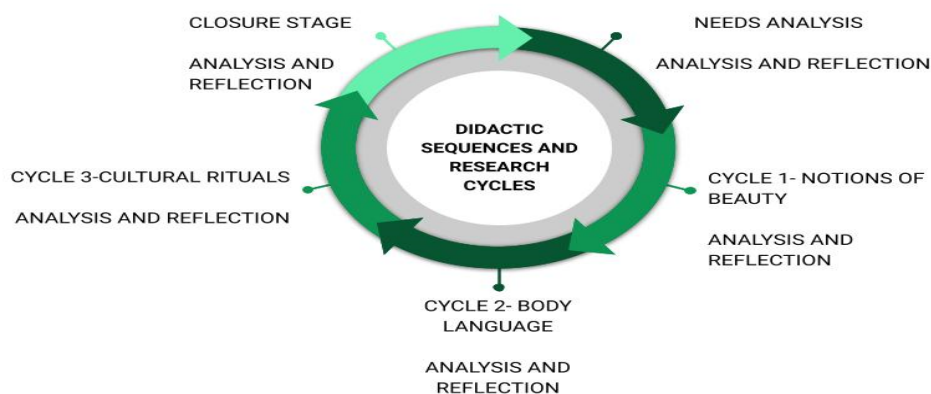 CLOSURE STAGE
ANALYSIS AND
REFLECTION
NEEDS ANALYSIS
ANALYSIS AND REFLECTION
DIDACTIC
SEQUENCES AND
RESEARCH
CYCLES
CYCLE 1- NOTIONS OF
BEAUTY
ANALYSIS AND
REFLECTION
CYCLE 2- BODY
LANGUAGE
ANALYSIS AND
REFLECTION
CYCLE 3-CULTURAL RITUALS
ANALYSIS AND REFLECTION